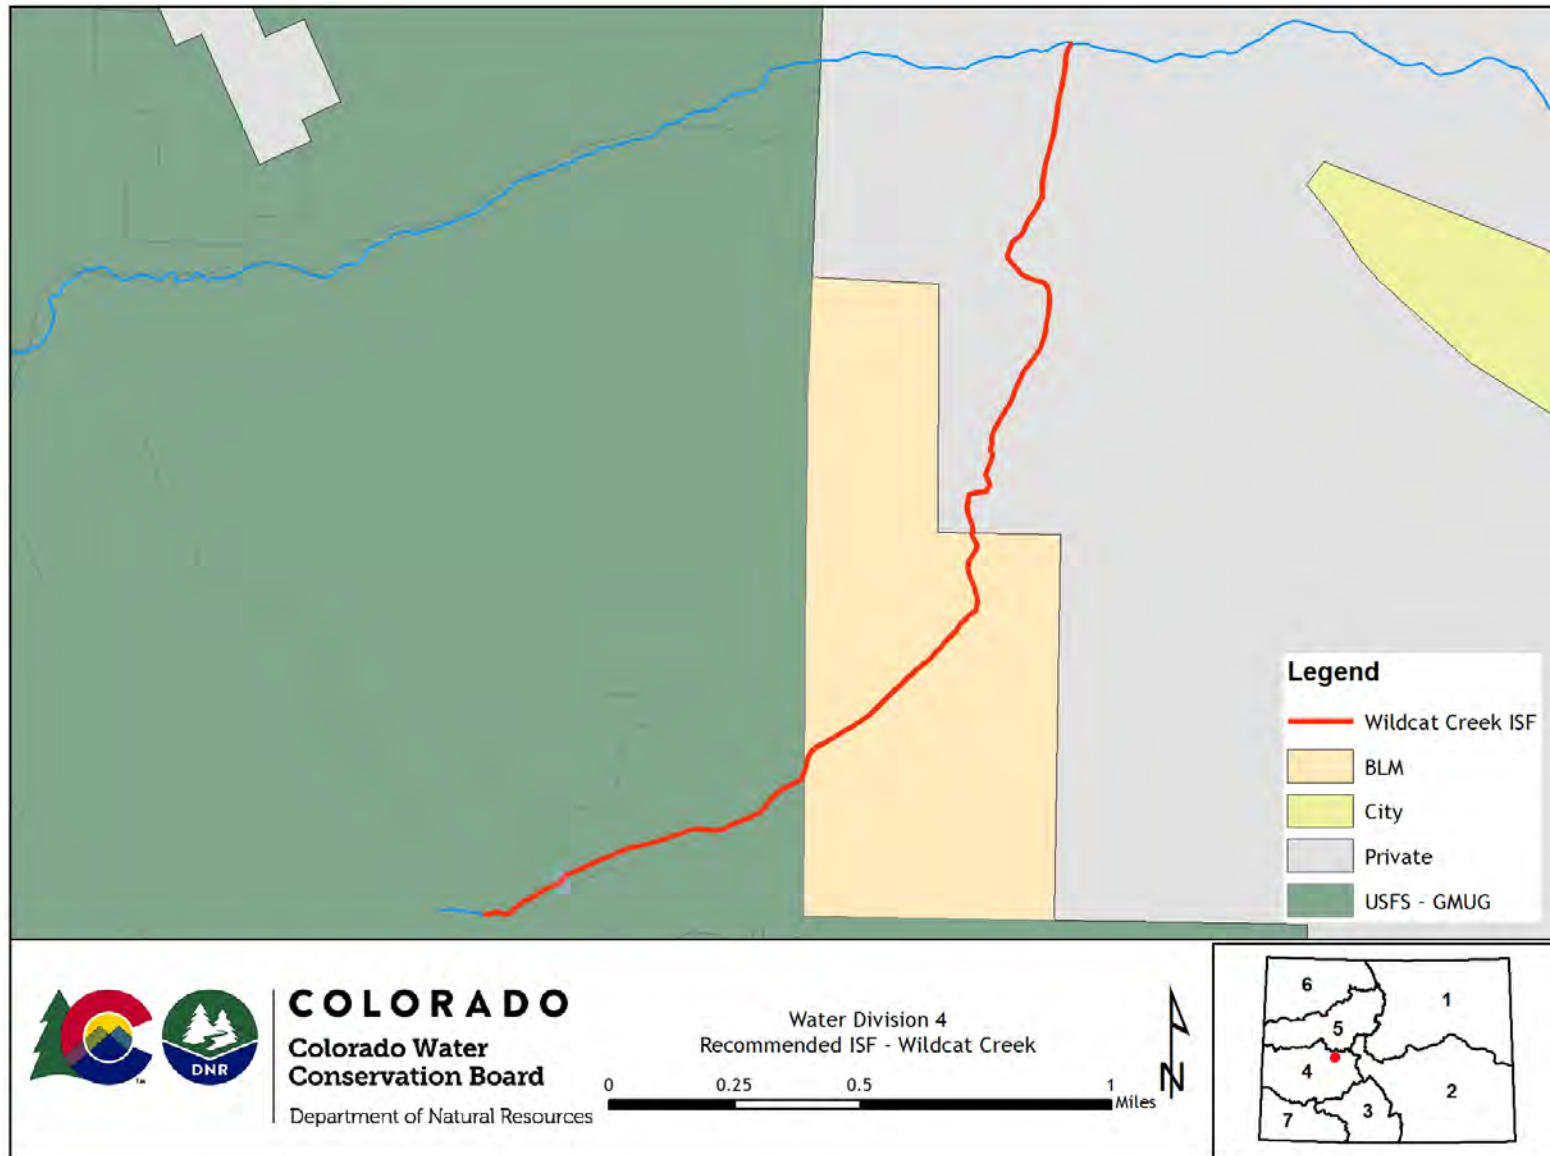 Legend
Wildcat Creek ISF
BLM
City
Private
USFS - GMUG
COLORADO
Colorado Water
Conservation Board
Department of Natural Resources
TM
DNR
Water Division 4
Recommended ISF - Wildcat Creek
0 0.25 0.5 1
Miles
N
6
1
5
4
2
3
7